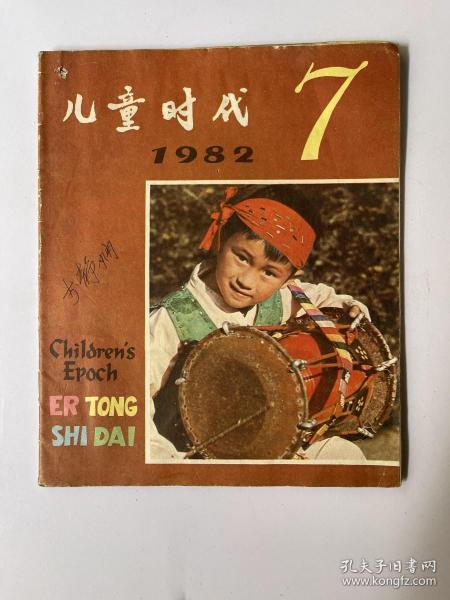 儿童时代
7
1982
Children's
Epoch
ER TONG
SHI DAI
孔夫子旧书网
www.kongfz.com